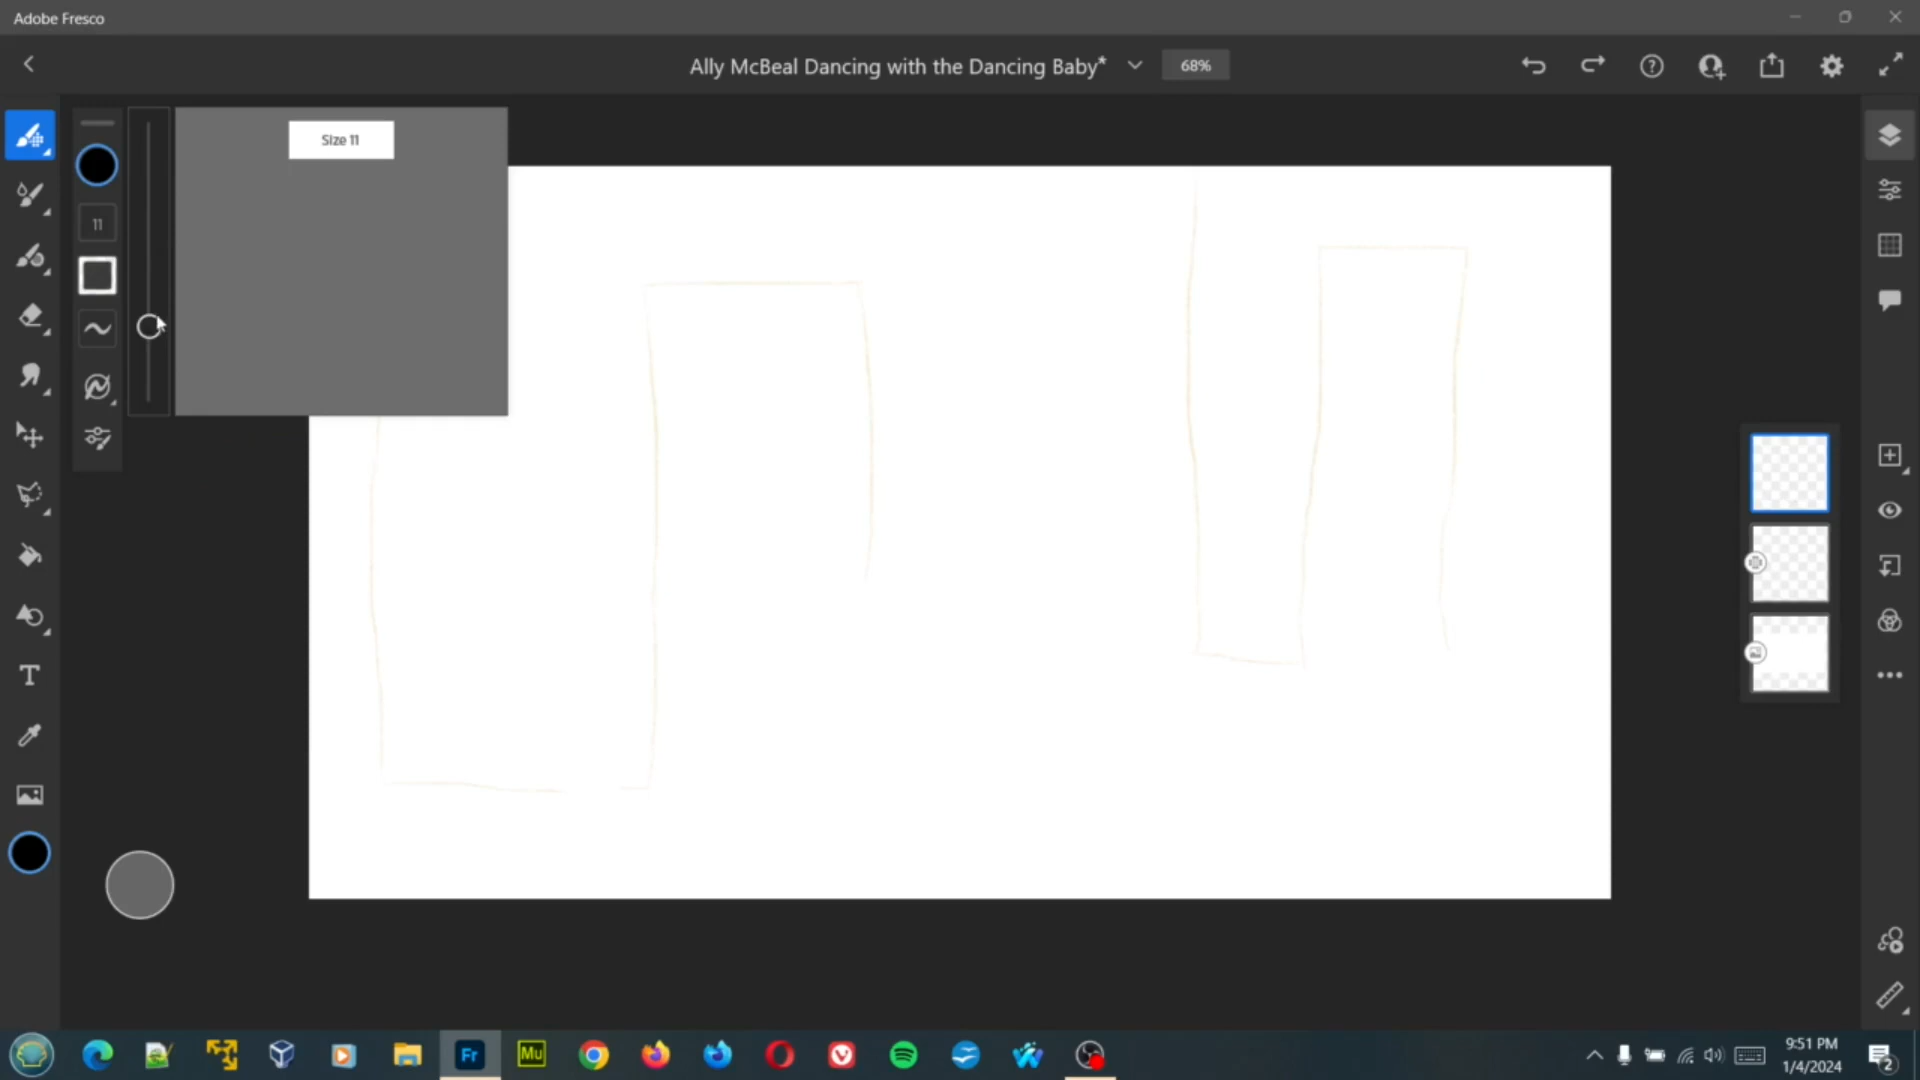 Adobe Fresco
Ally McBeal Dancing with the Dancing Baby*
68%
Size 11
11
T
Fr
Mu
9:51 PM
1/4/2024
2